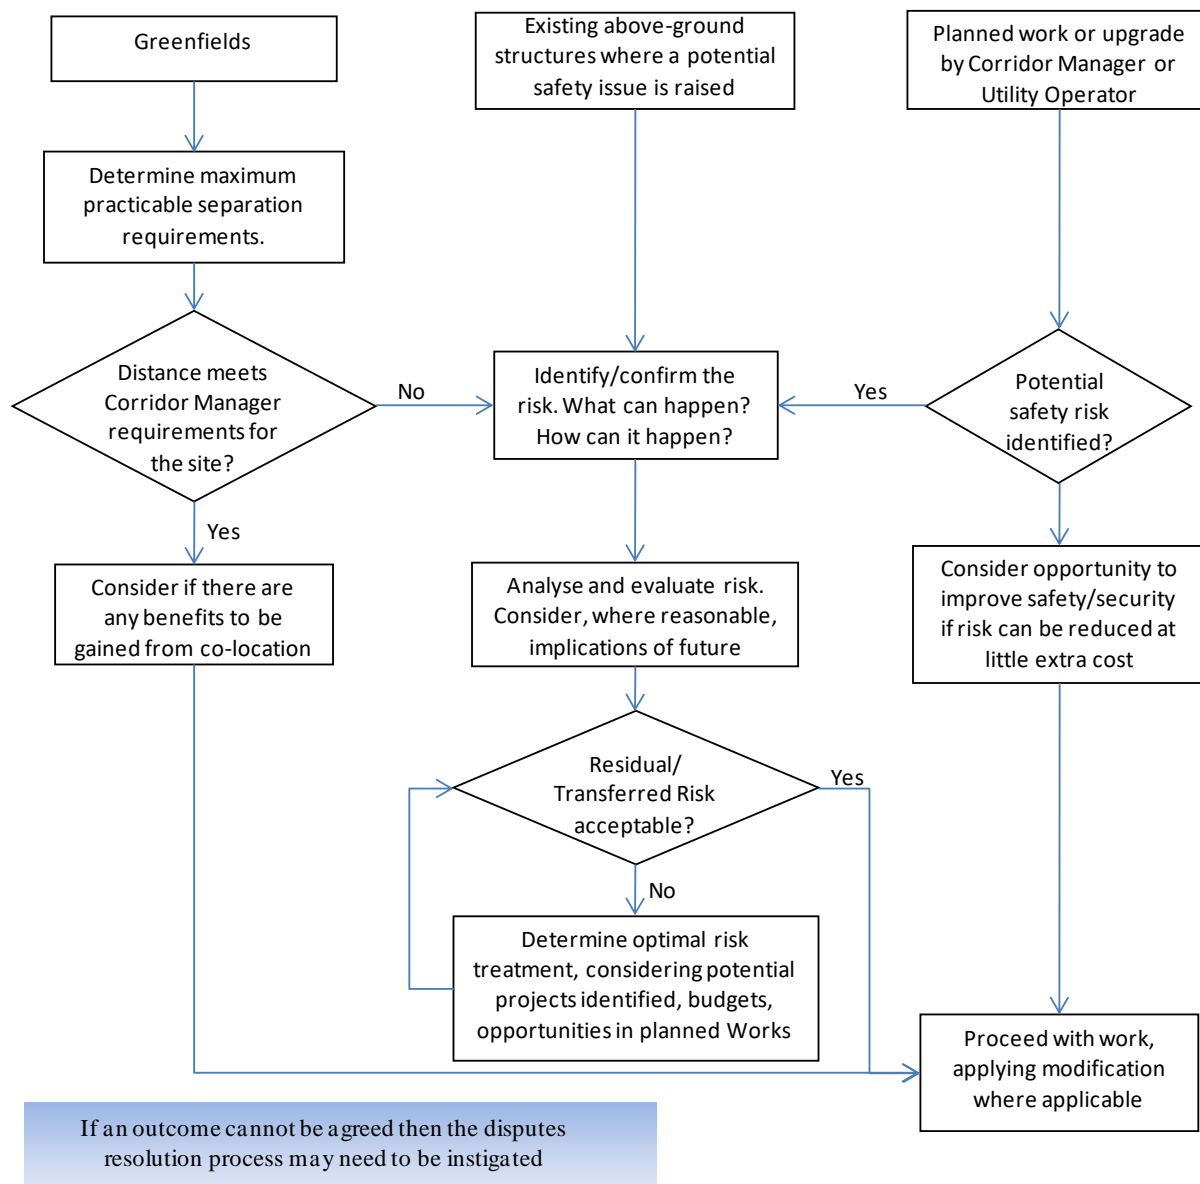 Greenfields
Existing above-ground
structures where a potential
safety issue is raised
Planned work or upgrade
by Corridor Manager or
Utility Operator
Determine maximum
practicable separation
requirements.
Distance meets
Corridor Manager
requirements for
the site?
No
Identify/confirm the
risk. What can happen?
How can it happen?
Yes
Potential
safety risk
identified?
Yes
Consider if there are
any benefits to be
gained from co-location
Analyse and evaluate risk.
Consider, where reasonable,
implications of future
Consider opportunity to
improve safety/security
if risk can be reduced at
little extra cost
Residual/
Transferred Risk
acceptable?
Yes
No
Determine optimal risk
treatment, considering potential
projects identified, budgets,
opportunities in planned Works
Proceed with work,
applying modification
where applicable
If an outcome cannot be agreed then the disputes
resolution process may need to be instigated